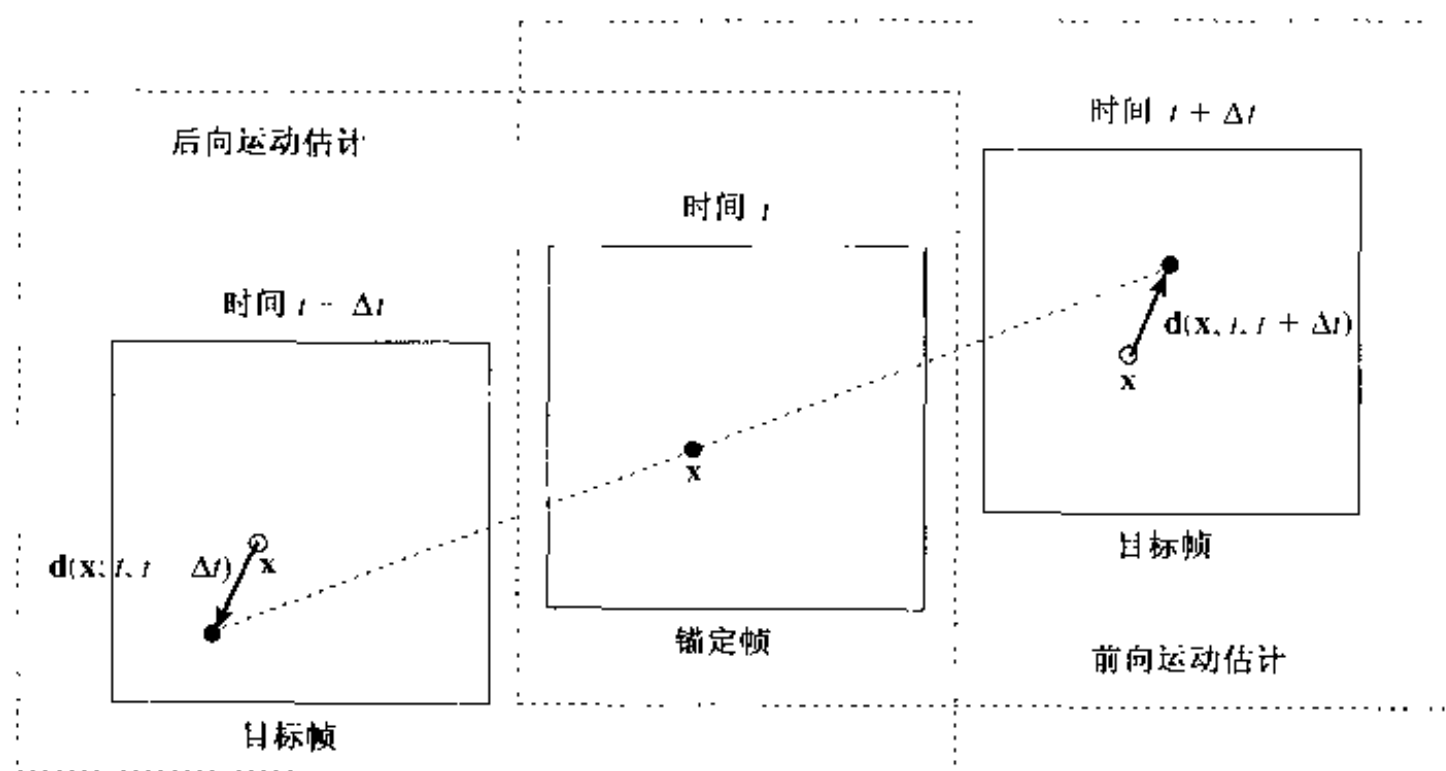 时间 t + Δt
后向运动估计
时间 t
时间 t - Δt
d(x, t, t + Δt)
x
x
d(x; t, t Δt)
x
目标帧
锚定帧
前向运动估计
目标帧